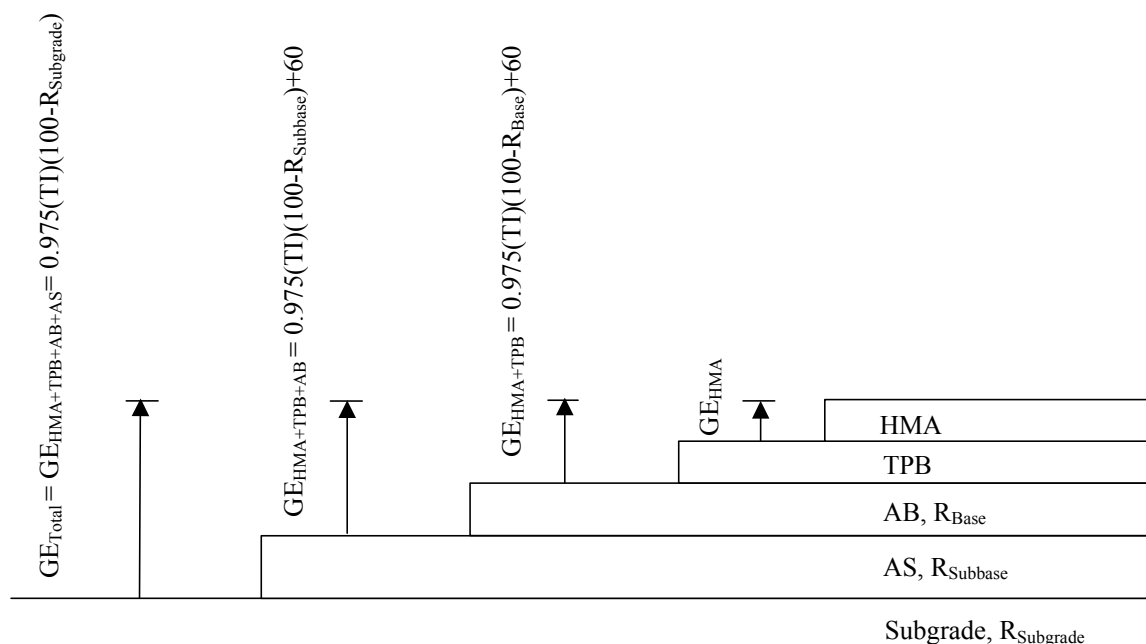 GE_Total = GE_HMA+TPB+AB+AS= 0.975(TI)(100-R_Subgrade)
GE_HMA+TPB+AB= 0.975(TI)(100-R_Subbase)+60
GE_HMA+TPB = 0.975(TI)(100-R_Base)+60
GE_HMA
HMA
TPB
AB, R_Base
AS, R_Subbase
Subgrade, R_Subgrade